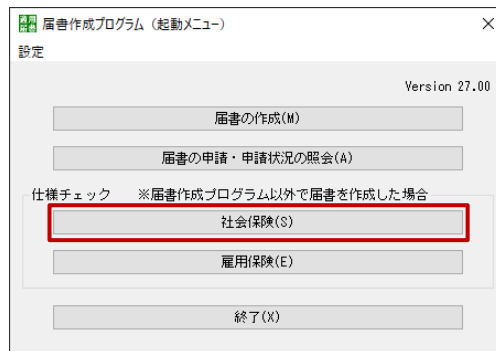 届書作成プログラム（起動メニュー）
設定
Version 27.00
届書の作成(M)
届書の申請・申請状況の照会(A)
仕様チェック　※届書作成プログラム以外で届書を作成した場合
社会保険(S)
雇用保険(E)
終了(X)